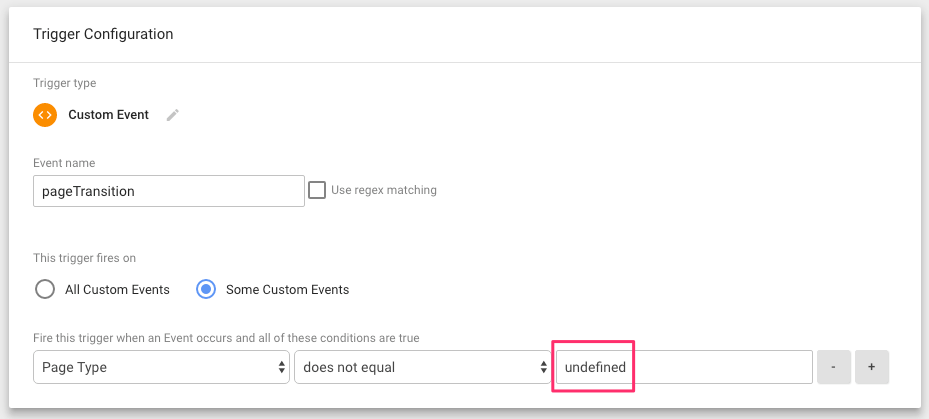 Trigger Configuration
Trigger type
<> Custom Event
Event name
pageTransition
Use regex matching
This trigger fires on
All Custom Events Some Custom Events
Fire this trigger when an Event occurs and all of these conditions are true
Page Type does not equal undefined - +